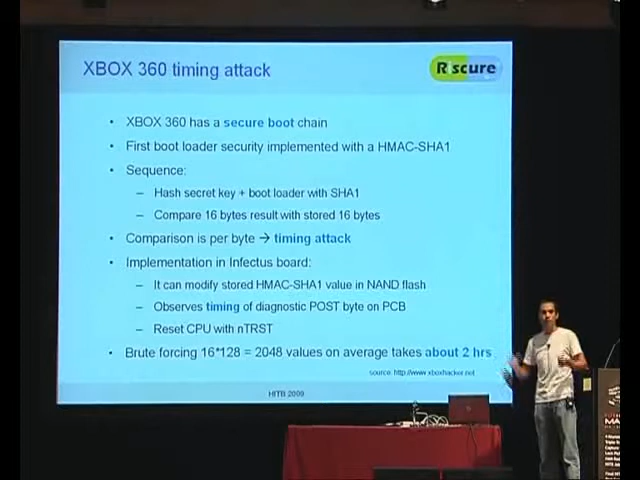 XBOX 360 timing attack
Riscure
• XBOX 360 has a secure boot chain
• First boot loader security implemented with a HMAC-SHA1
• Sequence:
– Hash secret key + boot loader with SHA1
– Compare 16 bytes result with stored 16 bytes
• Comparison is per byte → timing attack
• Implementation in Infectus board:
– It can modify stored HMAC-SHA1 value in NAND flash
– Observes timing of diagnostic POST byte on PCB
– Reset CPU with nTRST
• Brute forcing 16*128 = 2048 values on average takes about 2 hrs
source: http://www.xboxhacker.net
HITB 2009